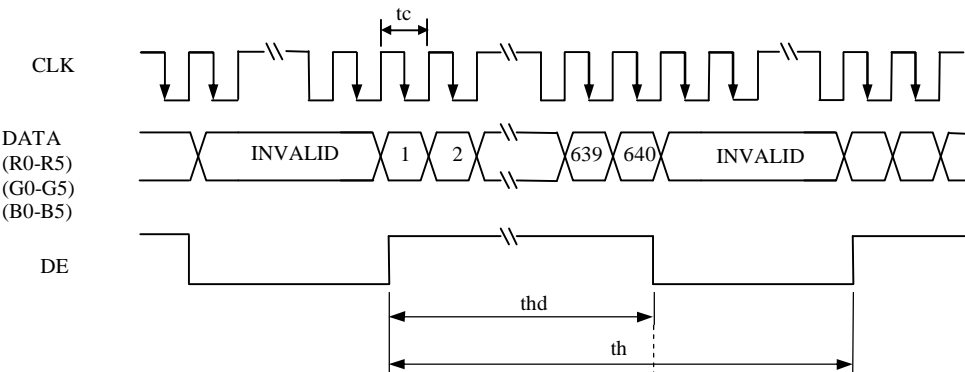 tc
CLK
DATA
(R0-R5)
(G0-G5)
(B0-B5)
INVALID 1 2 639 640 INVALID
DE
thd
th